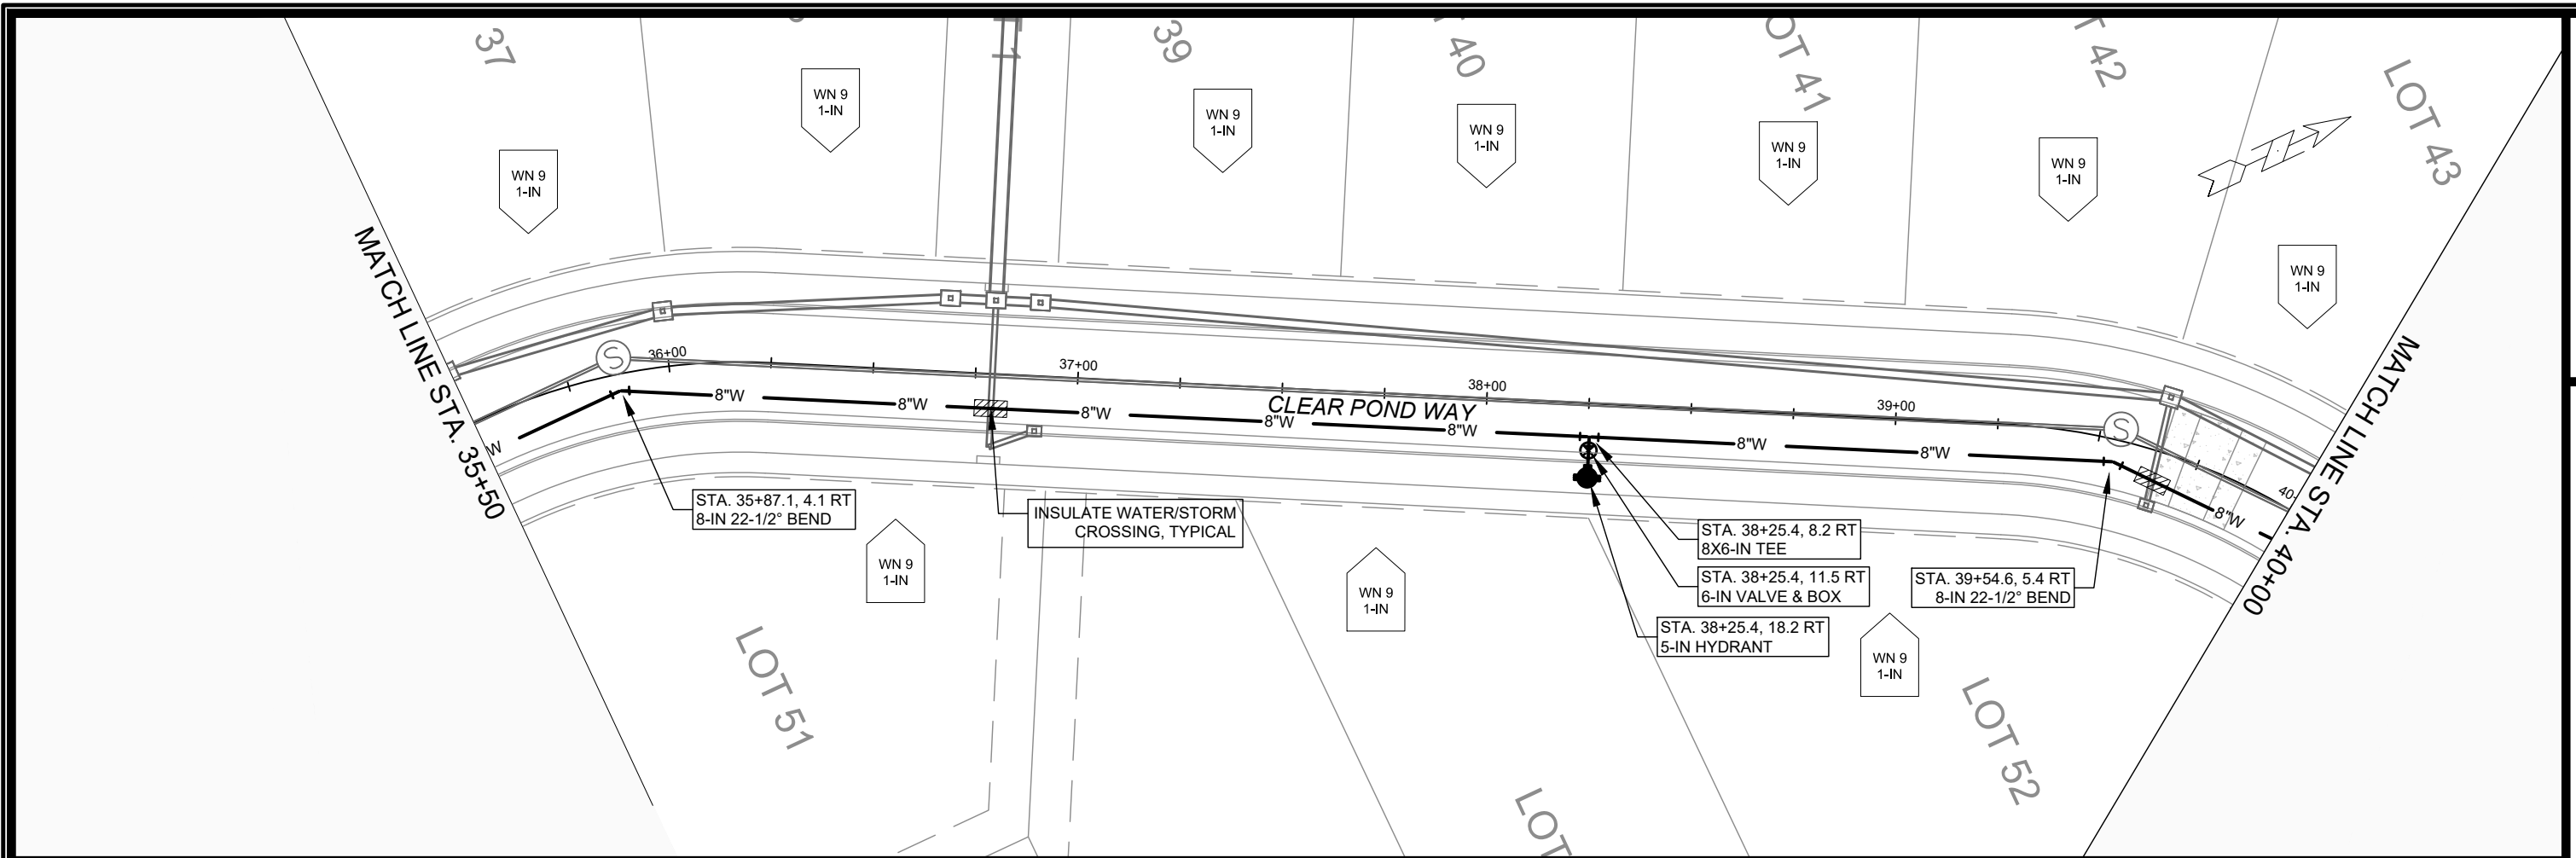 37
39
40
LOT 41
42
LOT 43
1
WN 9
1-IN
WN 9
1-IN
WN 9
1-IN
WN 9
1-IN
WN 9
1-IN
WN 9
1-IN
WN 9
1-IN
MATCH LINE STA. 35+50
MATCH LINE STA. 40+00
36+00
37+00
38+00
39+00
40+
W
8"W
8"W
8"W
8"W
8"W
8"W
8"W
8"W
CLEAR POND WAY
STA. 35+87.1, 4.1 RT
8-IN 22-1/2° BEND
INSULATE WATER/STORM
CROSSING, TYPICAL
STA. 38+25.4, 8.2 RT
8X6-IN TEE
STA. 38+25.4, 11.5 RT
6-IN VALVE & BOX
STA. 38+25.4, 18.2 RT
5-IN HYDRANT
STA. 39+54.6, 5.4 RT
8-IN 22-1/2° BEND
S
S
WN 9
1-IN
WN 9
1-IN
WN 9
1-IN
LOT 51
LOT
LOT 52